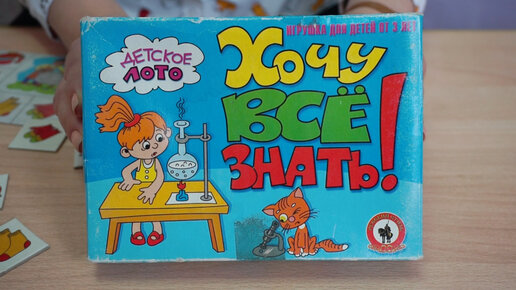 ИГРУШКА ДЛЯ ДЕТЕЙ ОТ 3 ЛЕТ
ДЕТСКОЕ
ЛОТО
ХОЧУ
ВСЁ
ЗНАТЬ!